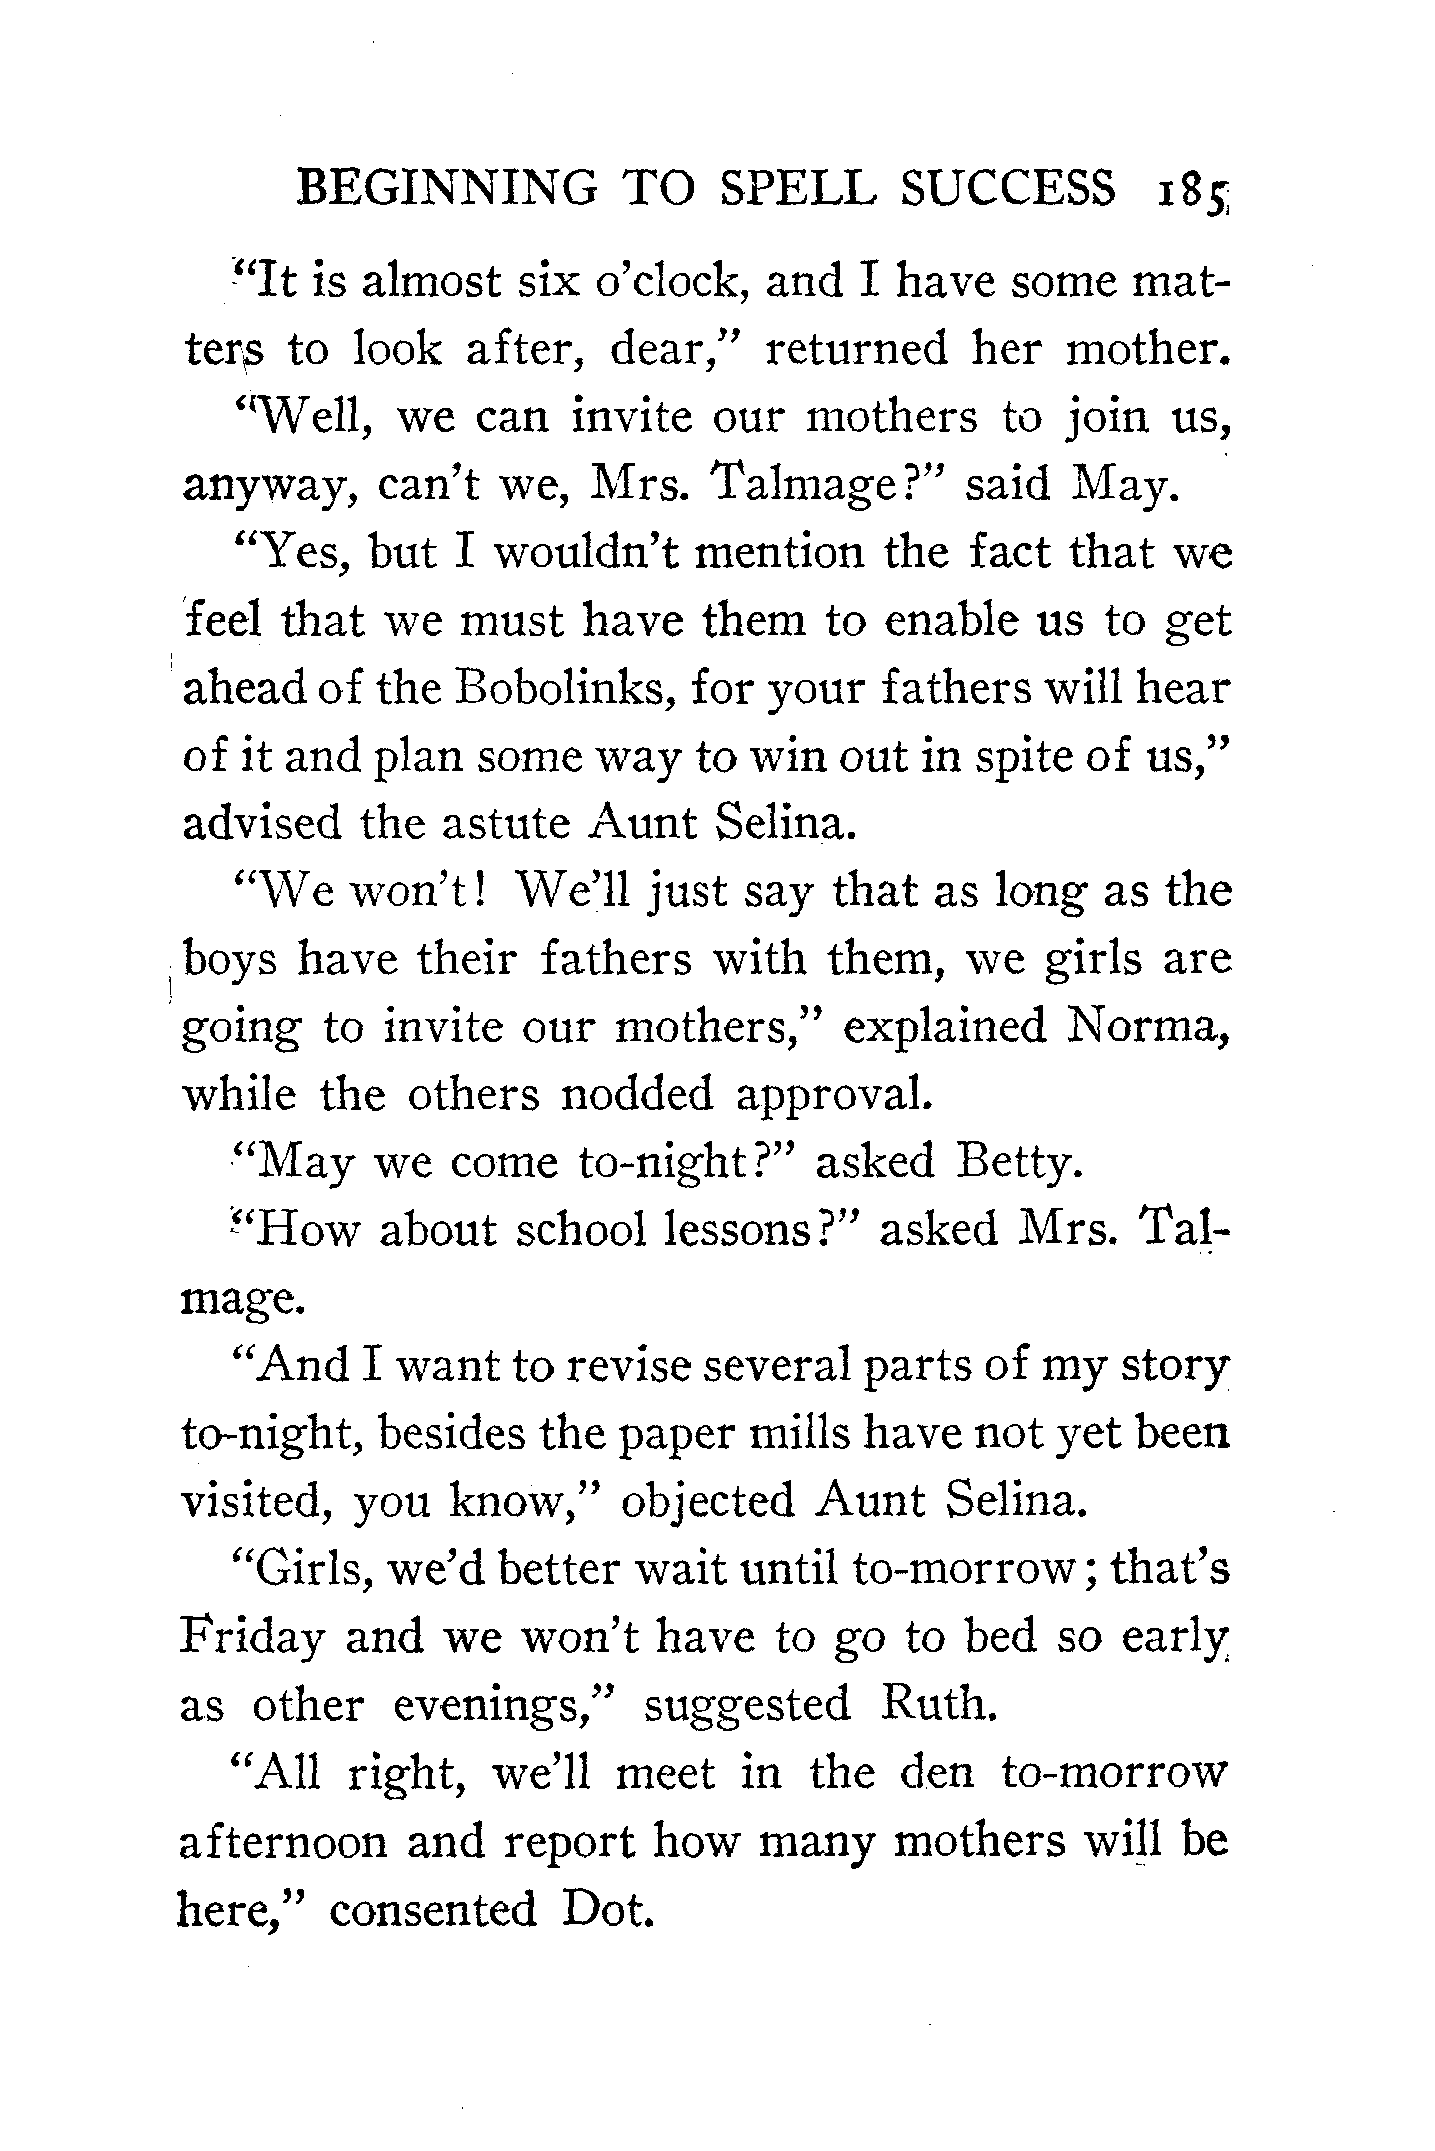 BEGINNING TO SPELL SUCCESS 185
"It is almost six o'clock, and I have some mat-
ters to look after, dear," returned her mother.
"Well, we can invite our mothers to join us,
anyway, can't we, Mrs. Talmage?" said May.
"Yes, but I wouldn't mention the fact that we
feel that we must have them to enable us to get
ahead of the Bobolinks, for your fathers will hear
of it and plan some way to win out in spite of us,"
advised the astute Aunt Selina.
"We won't! We'll just say that as long as the
boys have their fathers with them, we girls are
going to invite our mothers," explained Norma,
while the others nodded approval.
"May we come to-night?" asked Betty.
"How about school lessons?" asked Mrs. Tal-
mage.
"And I want to revise several parts of my story
to-night, besides the paper mills have not yet been
visited, you know," objected Aunt Selina.
"Girls, we'd better wait until to-morrow; that's
Friday and we won't have to go to bed so early
as other evenings," suggested Ruth.
"All right, we'll meet in the den to-morrow
afternoon and report how many mothers will be
here," consented Dot.